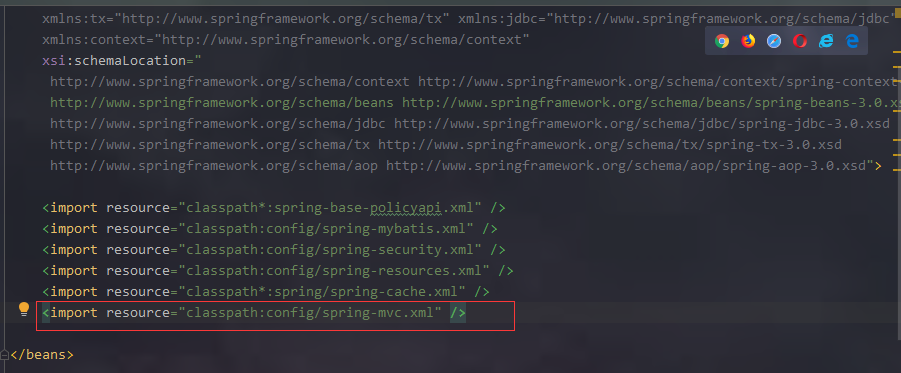 xmlns:tx="http://www.springframework.org/schema/tx" xmlns:jdbc="http://www.springframework.org/schema/jdbc"
xmlns:context="http://www.springframework.org/schema/context"
xsi:schemaLocation="
http://www.springframework.org/schema/context http://www.springframework.org/schema/context/spring-context
http://www.springframework.org/schema/beans http://www.springframework.org/schema/beans/spring-beans-3.0.xs
http://www.springframework.org/schema/jdbc http://www.springframework.org/schema/jdbc/spring-jdbc-3.0.xsd
http://www.springframework.org/schema/tx http://www.springframework.org/schema/tx/spring-tx-3.0.xsd
http://www.springframework.org/schema/aop http://www.springframework.org/schema/aop/spring-aop-3.0.xsd">
<import resource="classpath*:spring-base-policyapi.xml" />
<import resource="classpath:config/spring-mybatis.xml" />
<import resource="classpath:config/spring-security.xml" />
<import resource="classpath:config/spring-resources.xml" />
<import resource="classpath*:spring/spring-cache.xml" />
<import resource="classpath:config/spring-mvc.xml" />
</beans>